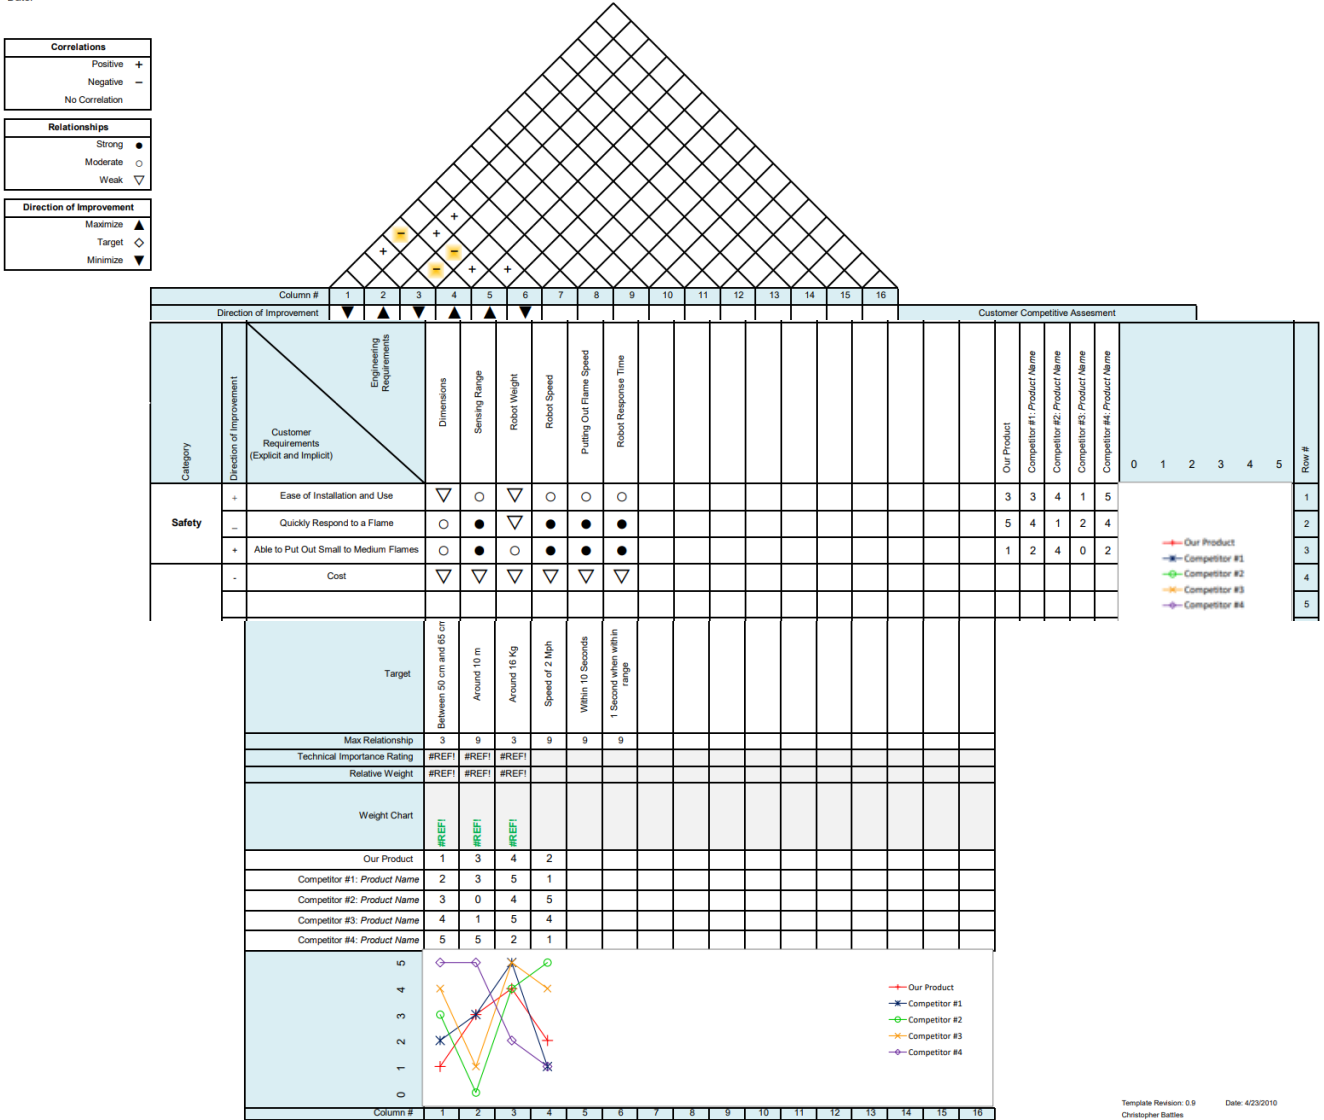 Correlations
Positive +
Negative −
No Correlation
Relationships
Strong ●
Moderate ○
Weak ▽
Direction of Improvement
Maximize ▲
Target ◇
Minimize ▼
+
− +
+ −
− + +
Column # 1 2 3 4 5 6 7 8 9 10 11 12 13 14 15 16
Direction of Improvement ▼ ▲ ▼ ▲ ▲ ▼ Customer Competitive Assesment
Category
Direction of Improvement
Engineering
Requirements
Customer
Requirements
(Explicit and Implicit)
Dimensions
Sensing Range
Robot Weight
Robot Speed
Putting Out Flame Speed
Robot Response Time
Our Product
Competitor #1: Product Name
Competitor #2: Product Name
Competitor #3: Product Name
Competitor #4: Product Name
0 1 2 3 4 5
Row #
+ Ease of Installation and Use ▽ ○ ▽ ○ ○ ○ 3 3 4 1 5 1
Safety _ Quickly Respond to a Flame ○ ● ▽ ● ● ● 5 4 1 2 4 2
+ Able to Put Out Small to Medium Flames ○ ● ○ ● ● ● 1 2 4 0 2 3
- Cost ▽ ▽ ▽ ▽ ▽ ▽ 4
5
Our Product
Competitor #1
Competitor #2
Competitor #3
Competitor #4
Target
Between 50 cm and 65 cm
Around 10 m
Around 16 Kg
Speed of 2 Mph
Within 10 Seconds
1 Second when within
range
Max Relationship 3 9 3 9 9 9
Technical Importance Rating #REF! #REF! #REF!
Relative Weight #REF! #REF! #REF!
Weight Chart #REF! #REF! #REF!
Our Product 1 3 4 2
Competitor #1: Product Name 2 3 5 1
Competitor #2: Product Name 3 0 4 5
Competitor #3: Product Name 4 1 5 4
Competitor #4: Product Name 5 5 2 1
5
4
3
2
1
0
Our Product
Competitor #1
Competitor #2
Competitor #3
Competitor #4
Column # 1 2 3 4 5 6 7 8 9 10 11 12 13 14 15 16
Template Revision: 0.9 Date: 4/23/2010
Christopher Battles